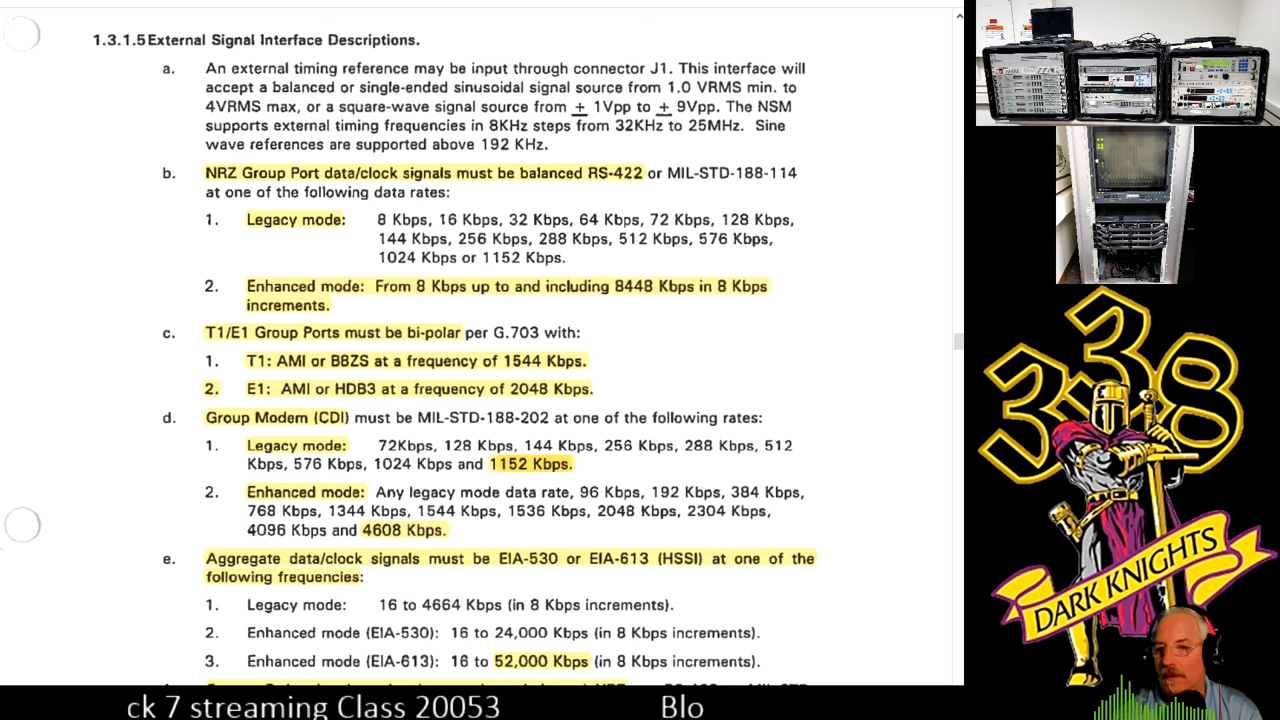 1.3.1.5 External Signal Interface Descriptions.
a. An external timing reference may be input through connector J1. This interface will
accept a balanced or single-ended sinusoidal signal source from 1.0 VRMS min. to
4VRMS max, or a square-wave signal source from ± 1Vpp to ± 9Vpp. The NSM
supports external timing frequencies in 8KHz steps from 32KHz to 25MHz. Sine
wave references are supported above 192 KHz.
b. NRZ Group Port data/clock signals must be balanced RS-422 or MIL-STD-188-114
at one of the following data rates:
1. Legacy mode: 8 Kbps, 16 Kbps, 32 Kbps, 64 Kbps, 72 Kbps, 128 Kbps,
144 Kbps, 256 Kbps, 288 Kbps, 512 Kbps, 576 Kbps,
1024 Kbps or 1152 Kbps.
2. Enhanced mode: From 8 Kbps up to and including 8448 Kbps in 8 Kbps
increments.
c. T1/E1 Group Ports must be bi-polar per G.703 with:
1. T1: AMI or B8ZS at a frequency of 1544 Kbps.
2. E1: AMI or HDB3 at a frequency of 2048 Kbps.
d. Group Modem (CDI) must be MIL-STD-188-202 at one of the following rates:
1. Legacy mode: 72Kbps, 128 Kbps, 144 Kbps, 256 Kbps, 288 Kbps, 512
Kbps, 576 Kbps, 1024 Kbps and 1152 Kbps.
2. Enhanced mode: Any legacy mode data rate, 96 Kbps, 192 Kbps, 384 Kbps,
768 Kbps, 1344 Kbps, 1544 Kbps, 1536 Kbps, 2048 Kbps, 2304 Kbps,
4096 Kbps and 4608 Kbps.
e. Aggregate data/clock signals must be EIA-530 or EIA-613 (HSSI) at one of the
following frequencies:
1. Legacy mode: 16 to 4664 Kbps (in 8 Kbps increments).
2. Enhanced mode (EIA-530): 16 to 24,000 Kbps (in 8 Kbps increments).
3. Enhanced mode (EIA-613): 16 to 52,000 Kbps (in 8 Kbps increments).
338
DARK KNIGHTS
ck 7 streaming Class 20053 Blo